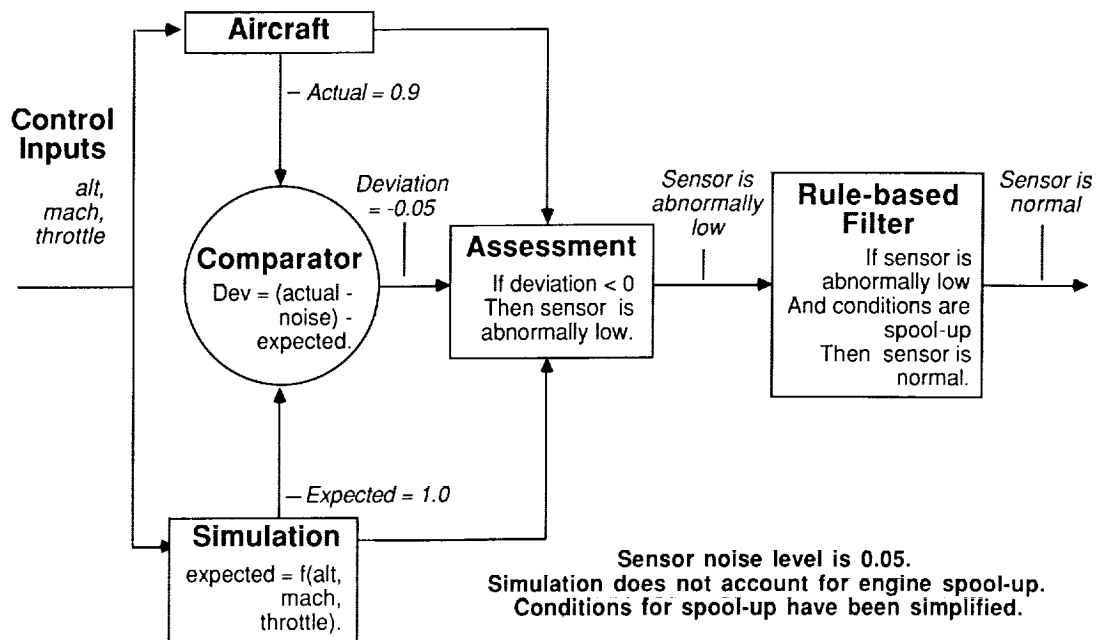 Aircraft
– Actual = 0.9
Control
Inputs
alt,
mach,
throttle
Comparator
Dev = (actual -
noise) -
expected.
Deviation
= -0.05
Assessment
If deviation < 0
Then sensor is
abnormally low.
Sensor is
abnormally
low
Rule-based
Filter
If sensor is
abnormally low
And conditions are
spool-up
Then sensor is
normal.
Sensor is
normal
– Expected = 1.0
Simulation
expected = f(alt,
mach,
throttle).
Sensor noise level is 0.05.
Simulation does not account for engine spool-up.
Conditions for spool-up have been simplified.